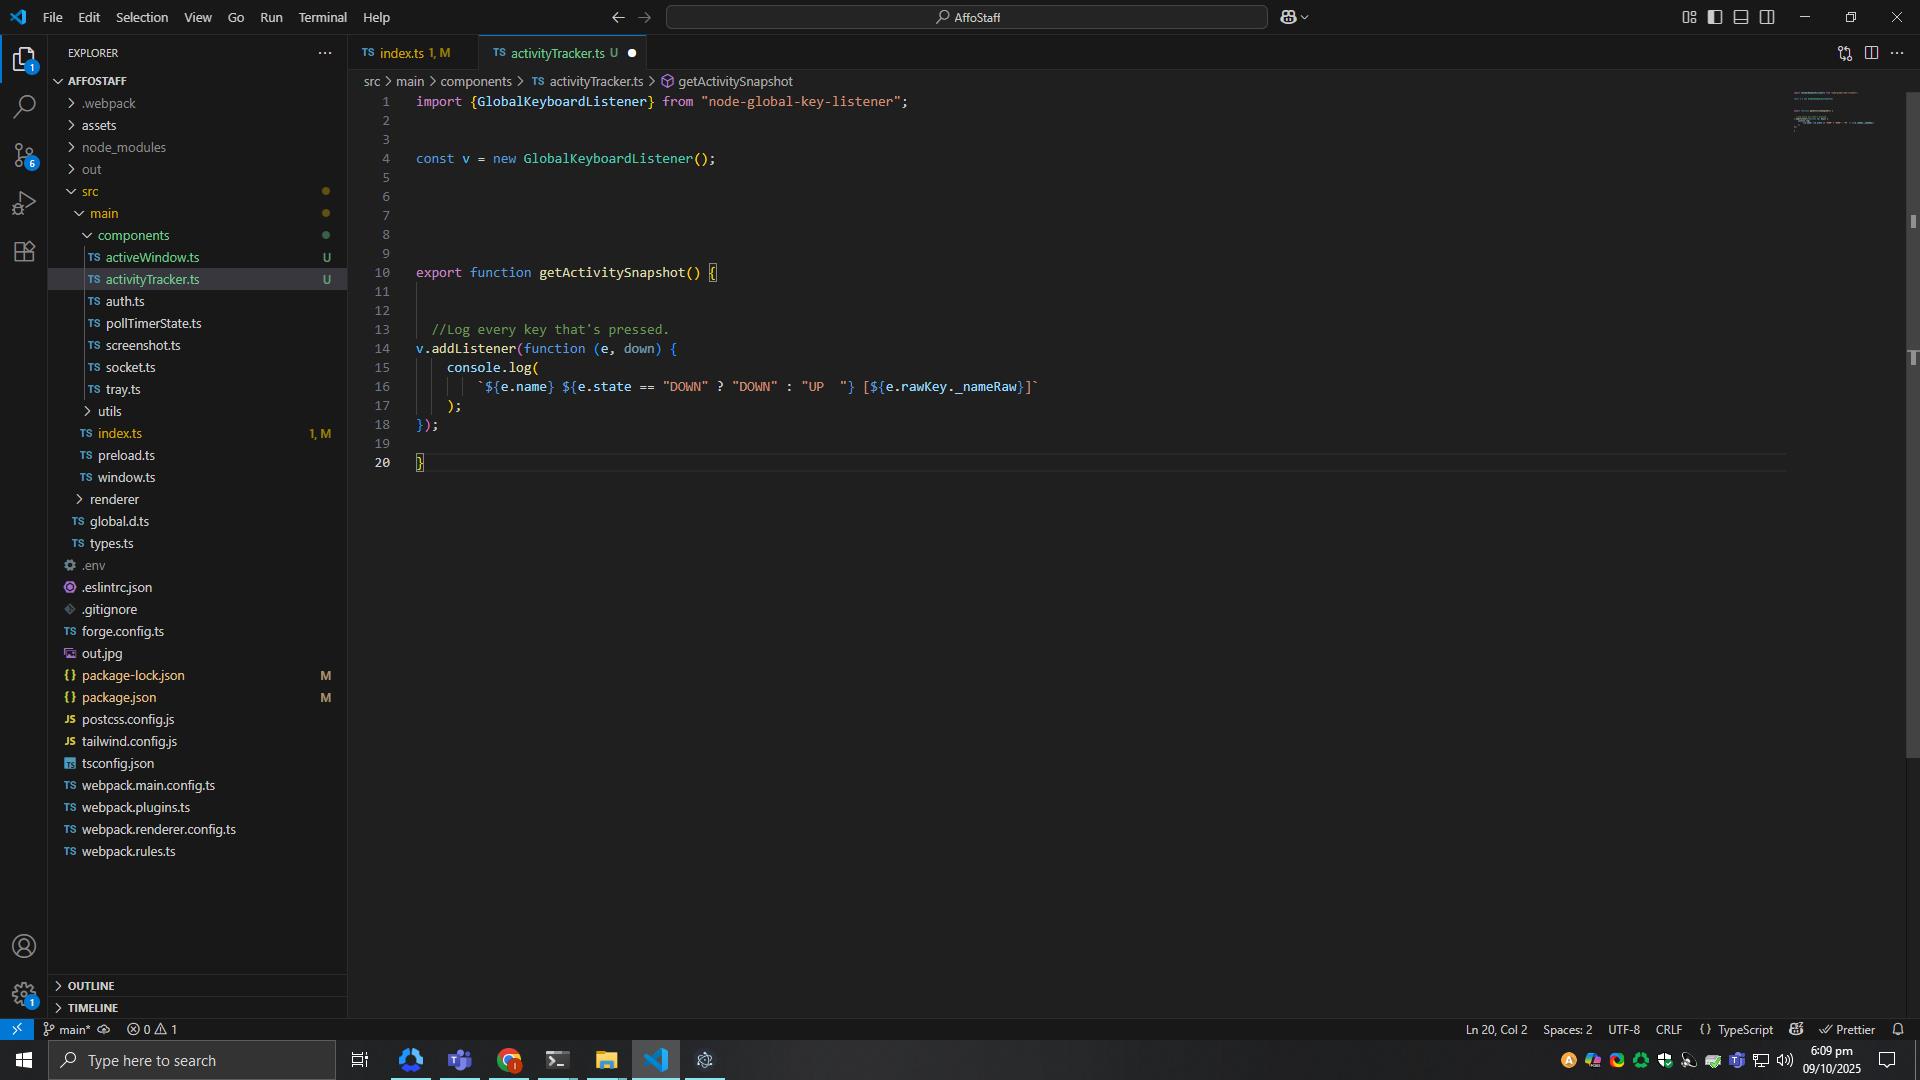 File Edit Selection View Go Run Terminal Help
AffoStaff
EXPLORER
AFFOSTAFF
.webpack
assets
node_modules
out
src
main
components
activeWindow.ts U
activityTracker.ts U
auth.ts
pollTimerState.ts
screenshot.ts
socket.ts
tray.ts
utils
index.ts 1, M
preload.ts
window.ts
renderer
global.d.ts
types.ts
.env
.eslintrc.json
.gitignore
forge.config.ts
out.jpg
package-lock.json M
package.json M
postcss.config.js
tailwind.config.js
tsconfig.json
webpack.main.config.ts
webpack.plugins.ts
webpack.renderer.config.ts
webpack.rules.ts
OUTLINE
TIMELINE
TS index.ts 1, M TS activityTracker.ts U
src > main > components > TS activityTracker.ts > getActivitySnapshot
1 import {GlobalKeyboardListener} from "node-global-key-listener";
2
3
4 const v = new GlobalKeyboardListener();
5
6
7
8
9
10 export function getActivitySnapshot() {
11
12
13 //Log every key that's pressed.
14 v.addListener(function (e, down) {
15 console.log(
16 `${e.name} ${e.state == "DOWN" ? "DOWN" : "UP  "} [${e.rawKey._nameRaw}]`
17 );
18 });
19
20 }
main* 0 1 Ln 20, Col 2 Spaces: 2 UTF-8 CRLF {} TypeScript Prettier
Type here to search
6:09 pm
09/10/2025